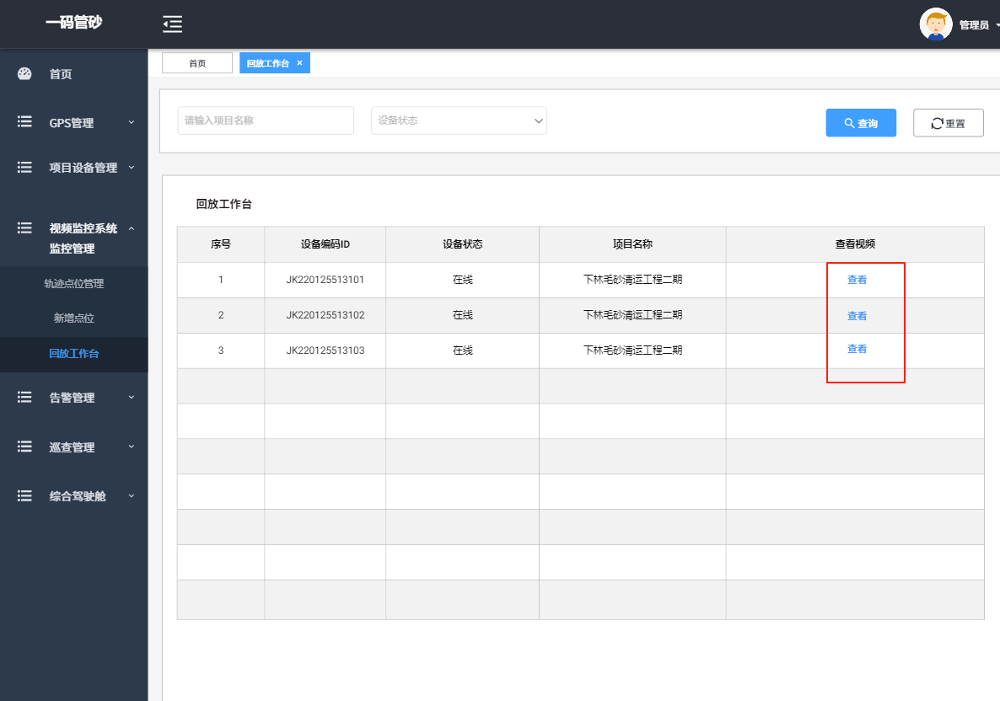 一码管砂
管理员
首页
GPS管理
项目设备管理
视频监控系统
监控管理
轨迹点位管理
新增点位
回放工作台
告警管理
巡查管理
综合驾驶舱
首页
回放工作台 ×
请输入项目名称
设备状态
查询
重置
回放工作台
序号 设备编码ID 设备状态 项目名称 查看视频
1 JK220125513101 在线 下林毛砂清运工程二期 查看
2 JK220125513102 在线 下林毛砂清运工程二期 查看
3 JK220125513103 在线 下林毛砂清运工程二期 查看